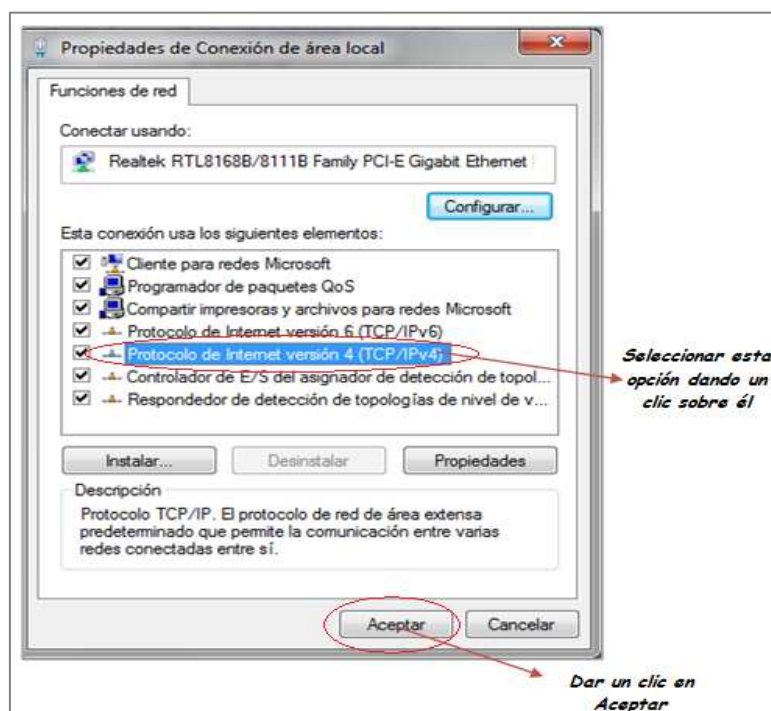 Propiedades de Conexión de área local
Funciones de red
Conectar usando:
Realtek RTL8168B/8111B Family PCI-E Gigabit Ethernet
Configurar...
Esta conexión usa los siguientes elementos:
Cliente para redes Microsoft
Programador de paquetes QoS
Compartir impresoras y archivos para redes Microsoft
Protocolo de Internet versión 6 (TCP/IPv6)
Protocolo de Internet versión 4 (TCP/IPv4)
Controlador de E/S del asignador de detección de topol...
Respondedor de detección de topologías de nivel de v...
Seleccionar esta
opción dando un
clic sobre él
Instalar...
Desinstalar
Propiedades
Descripción
Protocolo TCP/IP. El protocolo de red de área extensa
predeterminado que permite la comunicación entre varias
redes conectadas entre sí.
Aceptar
Cancelar
Dar un clic en
Aceptar